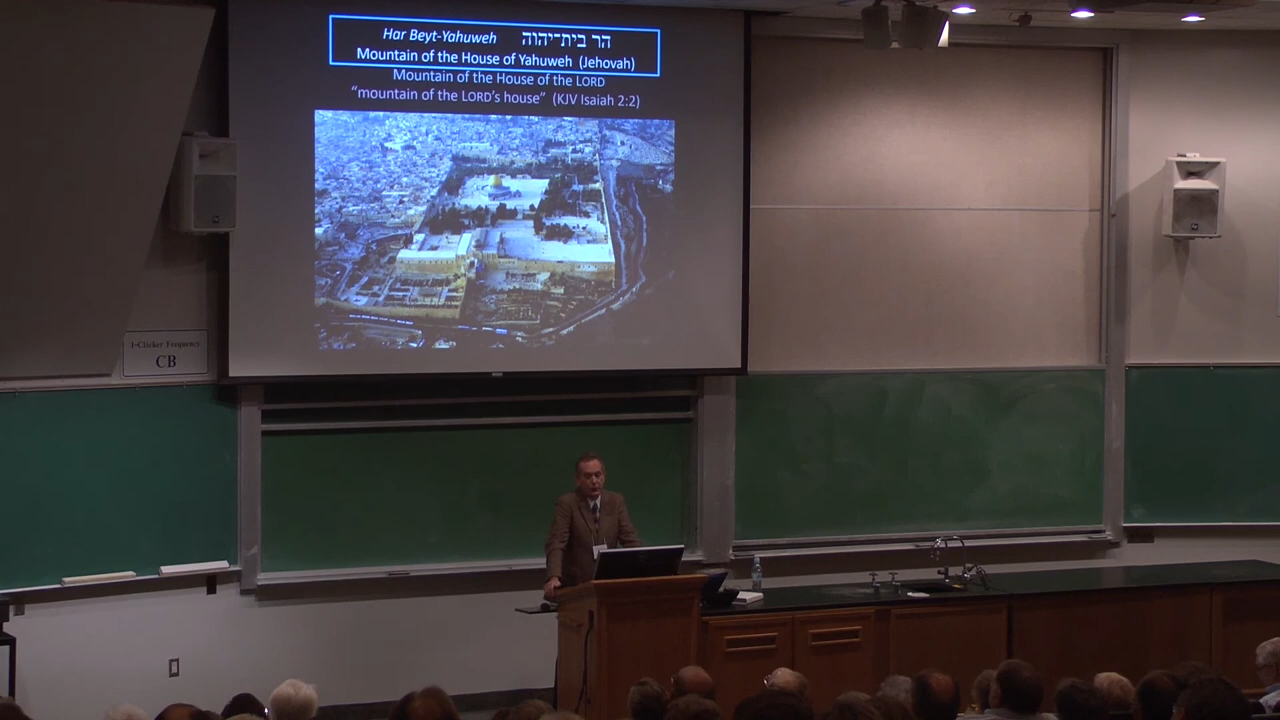 Har Beyt-Yahuweh הר בית־יהוה
Mountain of the House of Yahuweh (Jehovah)
Mountain of the House of the LORD
“mountain of the LORD’s house” (KJV Isaiah 2:2)
I-Clicker Frequency
CB